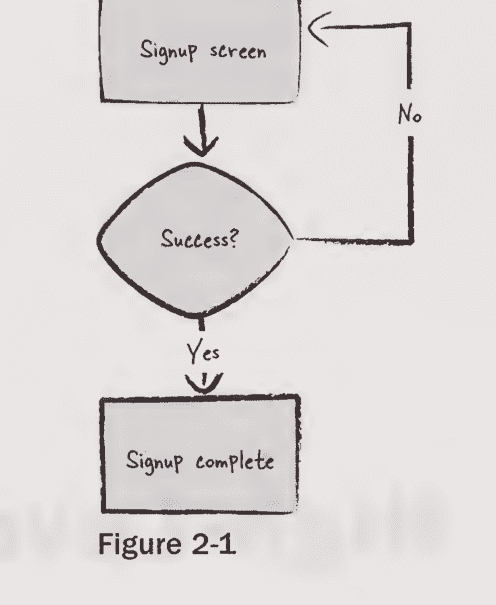 Signup screen
No
Success?
Yes
Signup complete
Figure 2-1